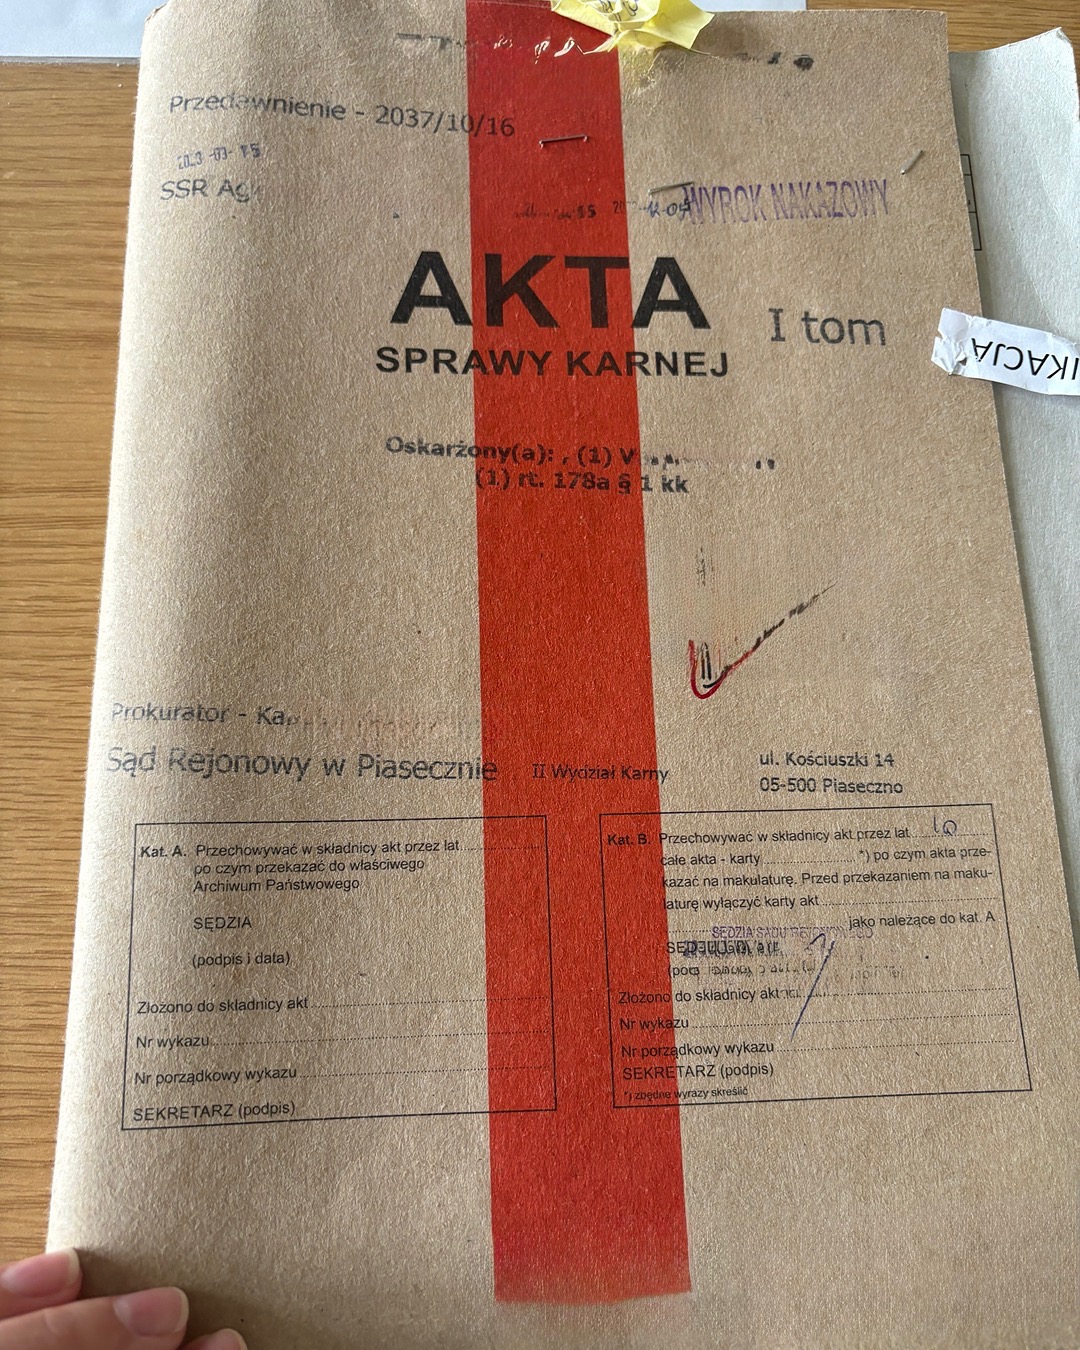 Przedawnienie - 2037/10/16
SSR
WYROK NAKAZOWY
AKTA
I tom
SPRAWY KARNEJ
IKACJA
Oskarżony(a): , (1) V
(1) rt. 178a § 1 kk
Prokurator - Ka
Sąd Rejonowy w Piasecznie
II Wydział Karny
ul. Kościuszki 14
05-500 Piaseczno
Kat. A. Przechowywać w składnicy akt przez lat
po czym przekazać do właściwego
Archiwum Państwowego
SĘDZIA
(podpis i data)
Złożono do składnicy akt
Nr wykazu
Nr porządkowy wykazu
SEKRETARZ (podpis)
Kat. B. Przechowywać w składnicy akt przez lat 10
całe akta - karty *) po czym akta prze-
kazać na makulaturę. Przed przekazaniem na maku-
laturę wyłączyć karty akt
jako należące do kat. A
SĘDZIA SĄDU REJONOWEGO
Złożono do składnicy akt
Nr wykazu
Nr porządkowy wykazu
SEKRETARZ (podpis)
*) zbędne wyrazy skreślić